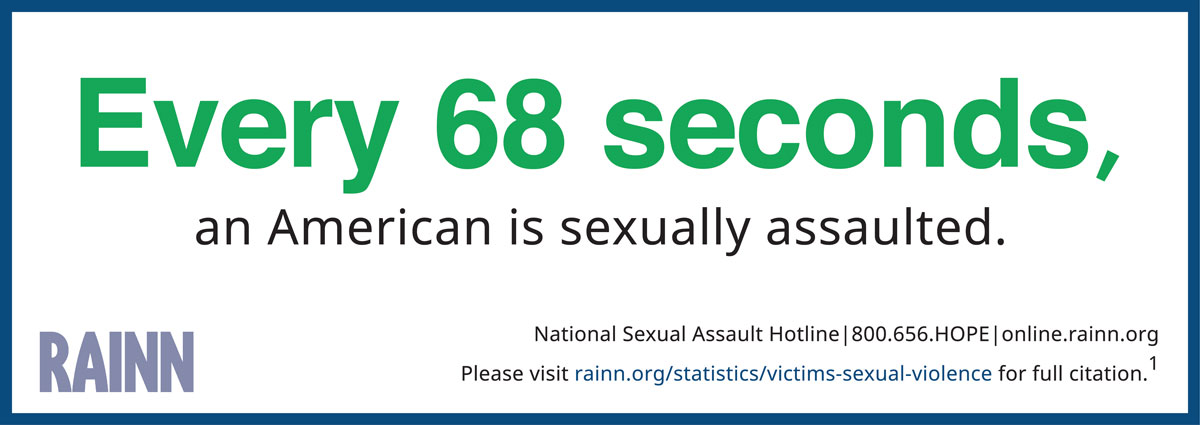 Every 68 seconds,
an American is sexually assaulted.
RAINN
National Sexual Assault Hotline|800.656.HOPE|online.rainn.org
Please visit rainn.org/statistics/victims-sexual-violence for full citation.1